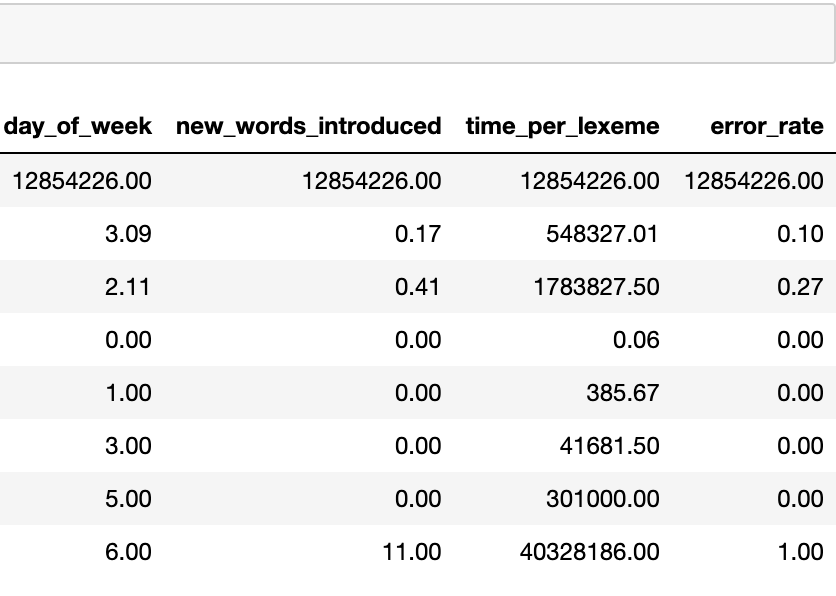 day_of_week new_words_introduced time_per_lexeme error_rate
12854226.00 12854226.00 12854226.00 12854226.00
3.09 0.17 548327.01 0.10
2.11 0.41 1783827.50 0.27
0.00 0.00 0.06 0.00
1.00 0.00 385.67 0.00
3.00 0.00 41681.50 0.00
5.00 0.00 301000.00 0.00
6.00 11.00 40328186.00 1.00